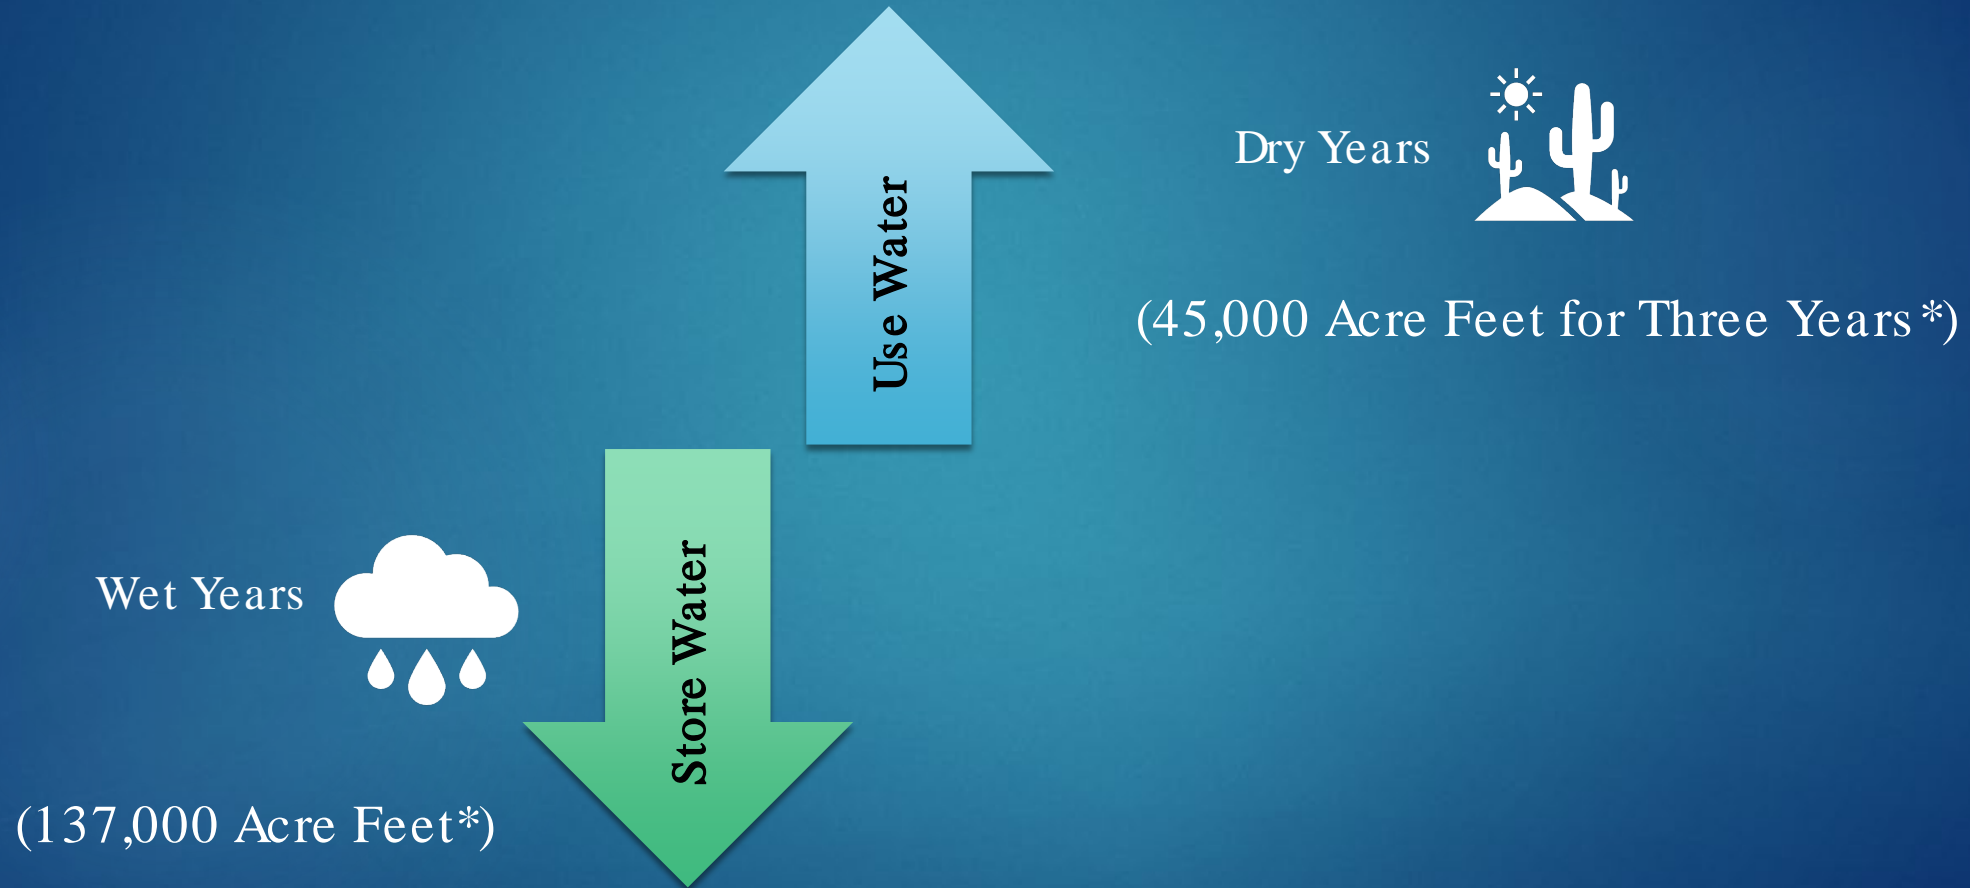 Dry Years
Use Water
(45,000 Acre Feet for Three Years*)
Wet Years
Store Water
(137,000 Acre Feet*)